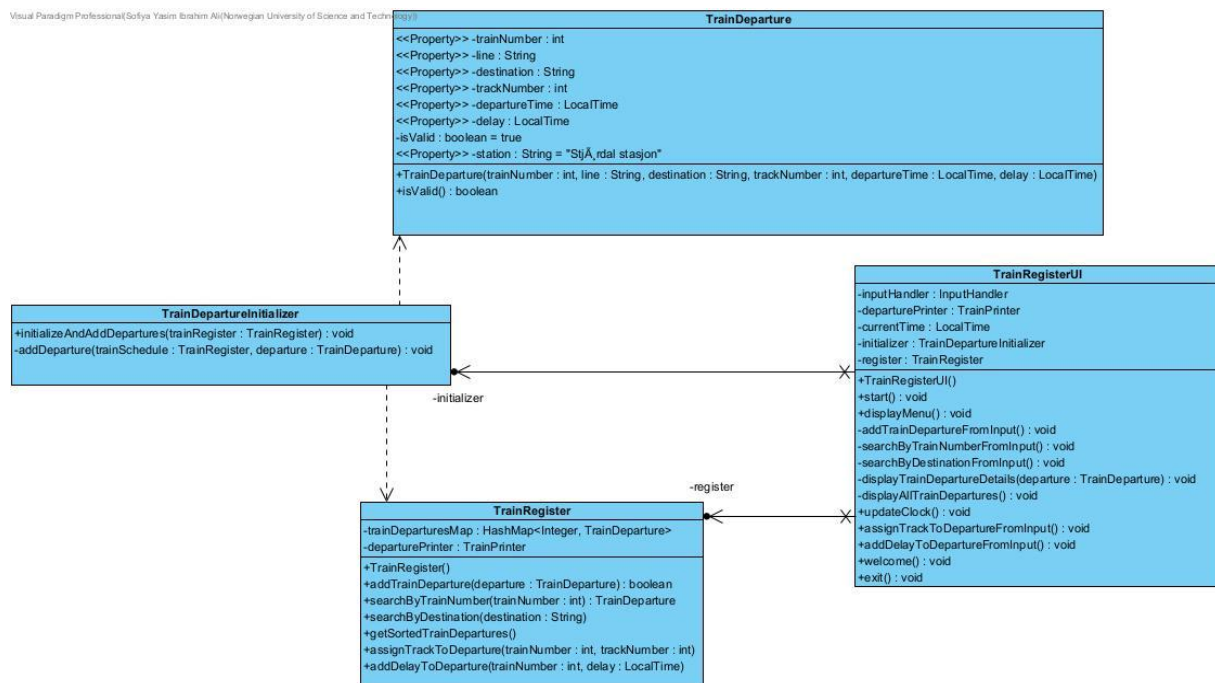 Visual Paradigm Professional(Sofiya Yasim Ibrahim Ali(Norwegian University of Science and Technology))
TrainDeparture
<<Property>> -trainNumber : int
<<Property>> -line : String
<<Property>> -destination : String
<<Property>> -trackNumber : int
<<Property>> -departureTime : LocalTime
<<Property>> -delay : LocalTime
-isValid : boolean = true
<<Property>> -station : String = "StjÃ¸rdal stasjon"
+TrainDeparture(trainNumber : int, line : String, destination : String, trackNumber : int, departureTime : LocalTime, delay : LocalTime)
+isValid() : boolean
TrainDepartureInitializer
+initializeAndAddDepartures(trainRegister : TrainRegister) : void
-addDeparture(trainSchedule : TrainRegister, departure : TrainDeparture) : void
-initializer
TrainRegisterUI
-inputHandler : InputHandler
-departurePrinter : TrainPrinter
-currentTime : LocalTime
-initializer : TrainDepartureInitializer
-register : TrainRegister
+TrainRegisterUI()
+start() : void
+displayMenu() : void
-addTrainDepartureFromInput() : void
-searchByTrainNumberFromInput() : void
-searchByDestinationFromInput() : void
-displayTrainDepartureDetails(departure : TrainDeparture) : void
-displayAllTrainDepartures() : void
+updateClock() : void
+assignTrackToDepartureFromInput() : void
+addDelayToDepartureFromInput() : void
+welcome() : void
+exit() : void
-register
TrainRegister
-trainDeparturesMap : HashMap<Integer, TrainDeparture>
-departurePrinter : TrainPrinter
+TrainRegister()
+addTrainDeparture(departure : TrainDeparture) : boolean
+searchByTrainNumber(trainNumber : int) : TrainDeparture
+searchByDestination(destination : String)
+getSortedTrainDepartures()
+assignTrackToDeparture(trainNumber : int, trackNumber : int)
+addDelayToDeparture(trainNumber : int, delay : LocalTime)